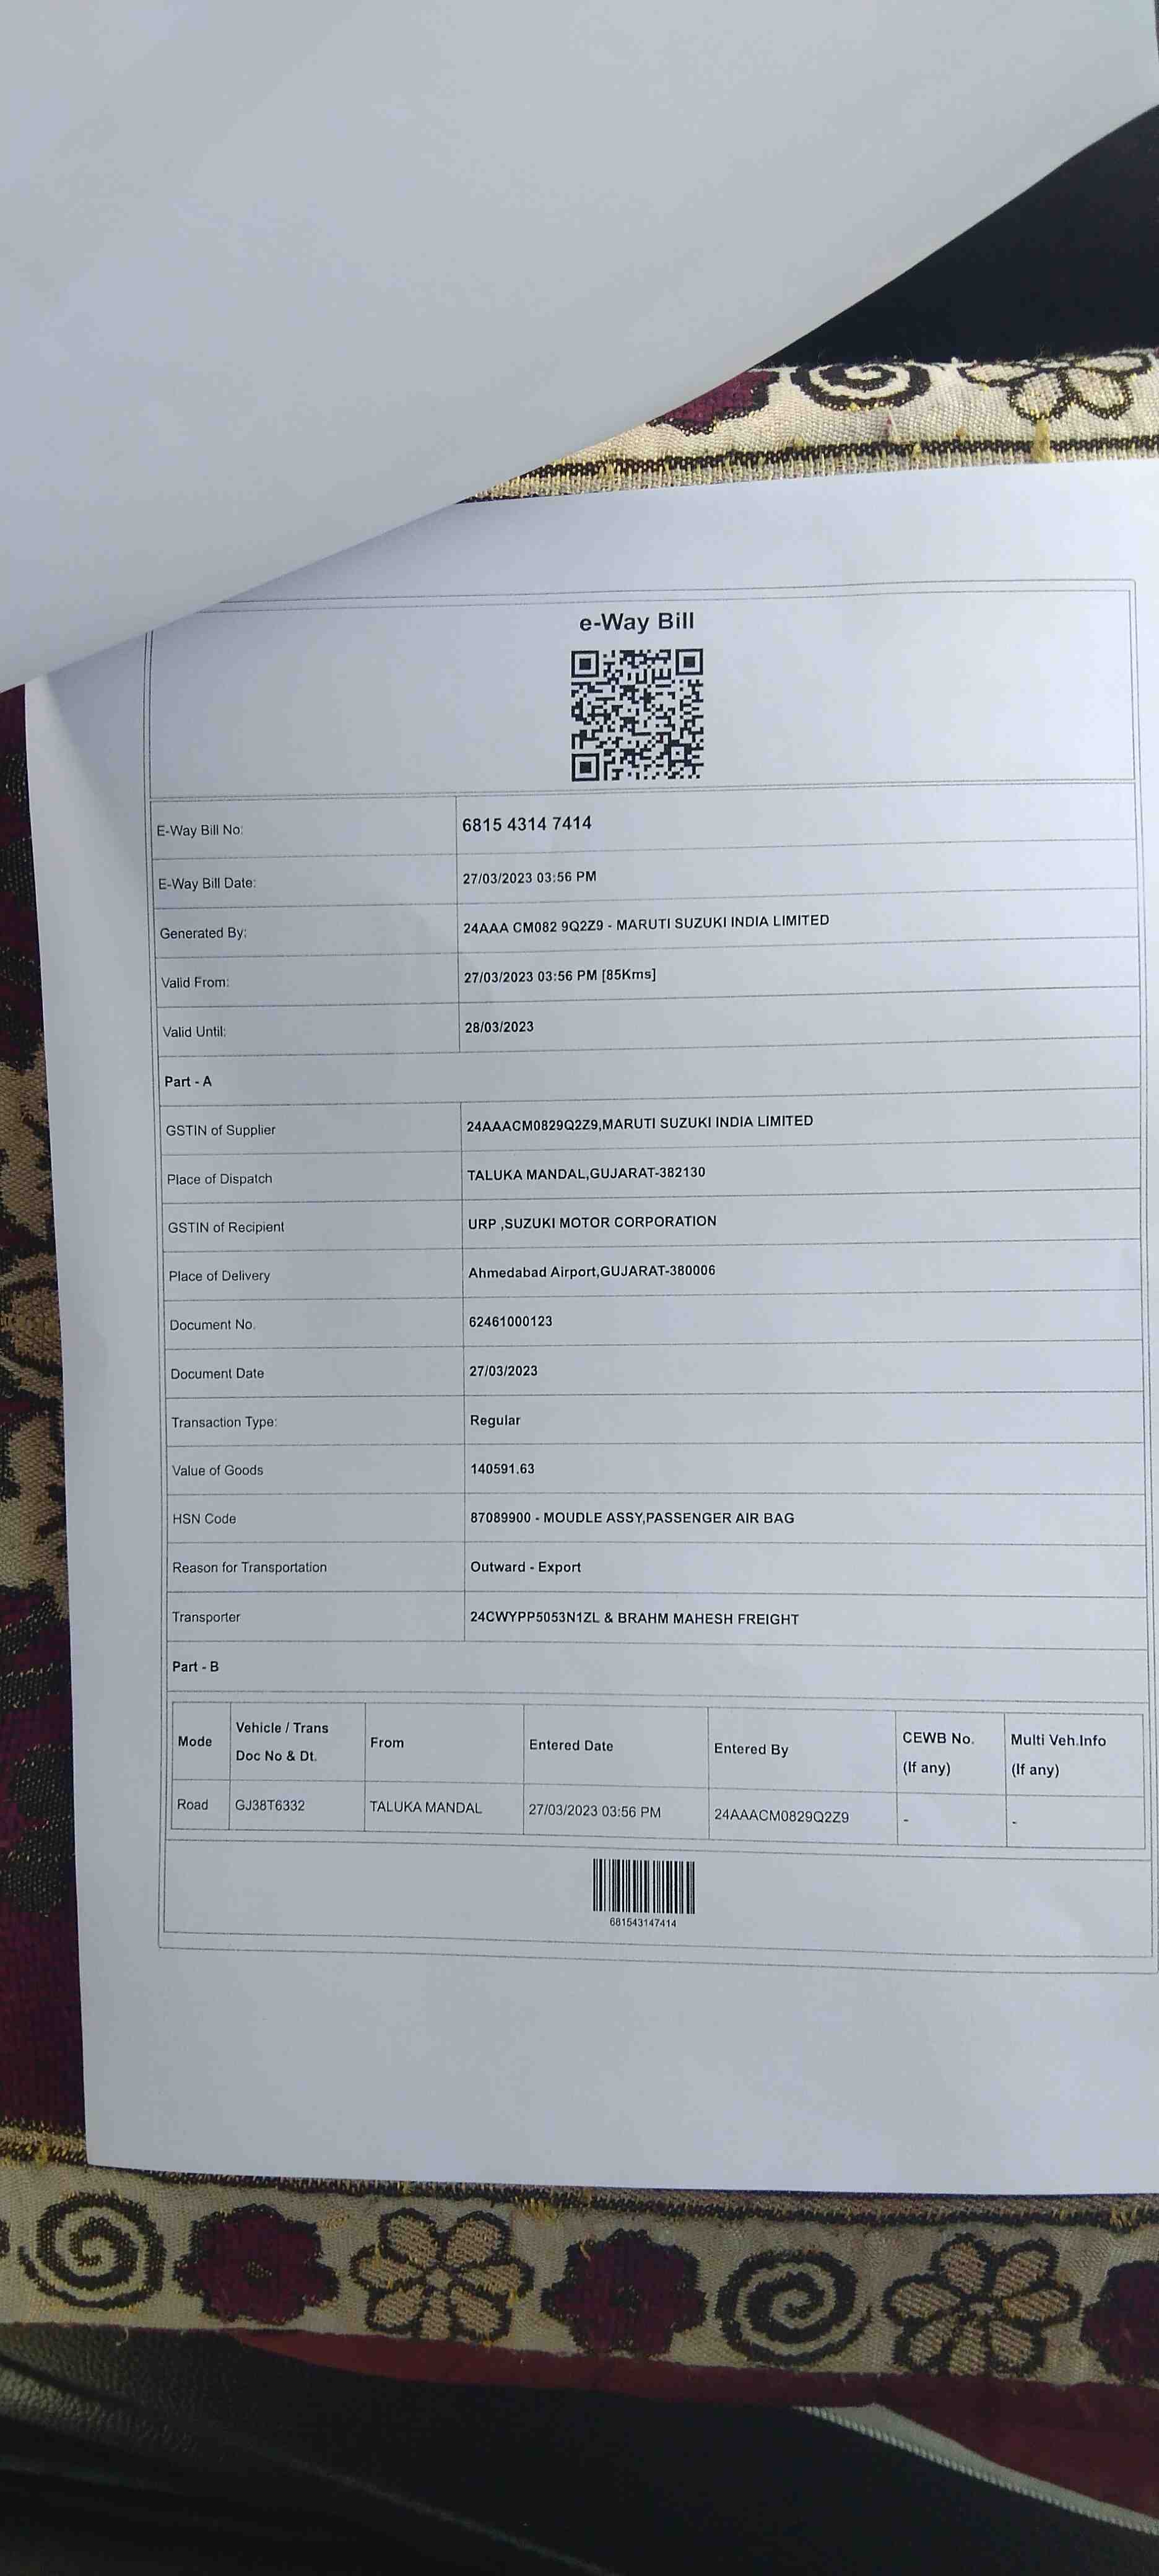 e-Way Bill
E-Way Bill No: 6815 4314 7414
E-Way Bill Date: 27/03/2023 03:56 PM
Generated By: 24AAA CM082 9Q2Z9 - MARUTI SUZUKI INDIA LIMITED
Valid From: 27/03/2023 03:56 PM [85Kms]
Valid Until: 28/03/2023
Part - A
GSTIN of Supplier 24AAACM0829Q2Z9,MARUTI SUZUKI INDIA LIMITED
Place of Dispatch TALUKA MANDAL,GUJARAT-382130
GSTIN of Recipient URP ,SUZUKI MOTOR CORPORATION
Place of Delivery Ahmedabad Airport,GUJARAT-380006
Document No. 62461000123
Document Date 27/03/2023
Transaction Type: Regular
Value of Goods 140591.63
HSN Code 87089900 - MOUDLE ASSY,PASSENGER AIR BAG
Reason for Transportation Outward - Export
Transporter 24CWYPP5053N1ZL & BRAHM MAHESH FREIGHT
Part - B
Mode Vehicle / Trans Doc No & Dt. From Entered Date Entered By CEWB No. (If any) Multi Veh.Info (If any)
Road GJ38T6332 TALUKA MANDAL 27/03/2023 03:56 PM 24AAACM0829Q2Z9 - -
681543147414